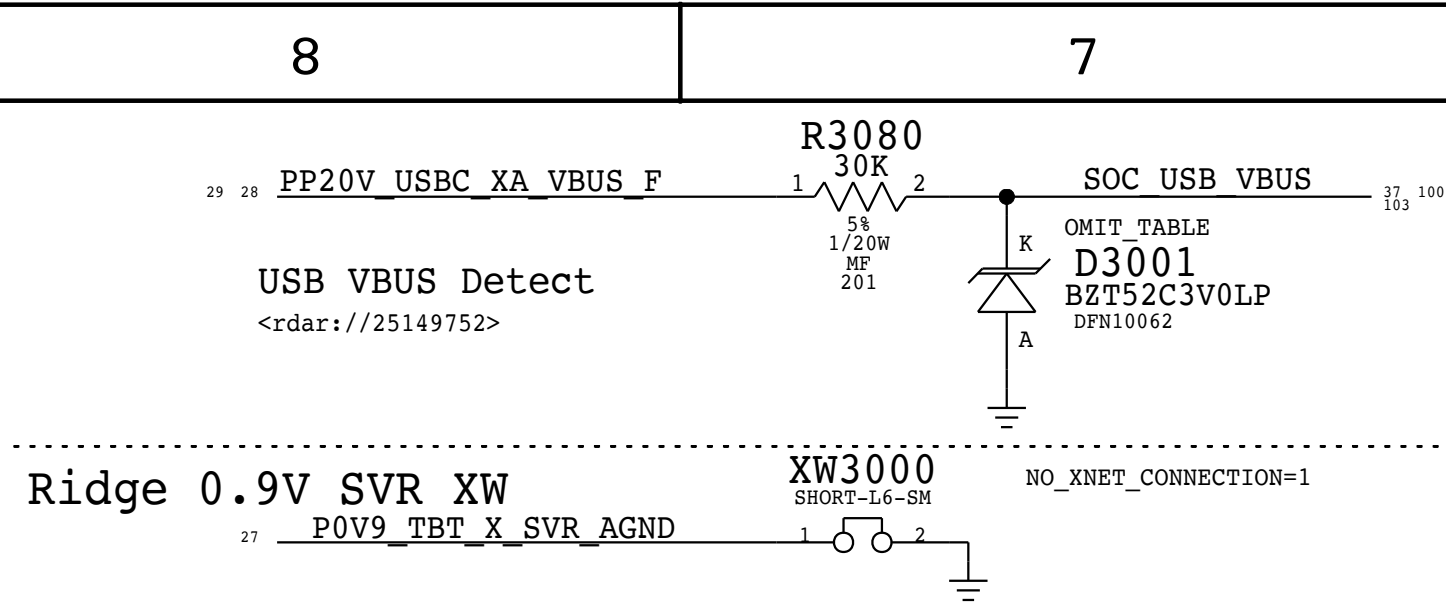 8 7
R3080
30K
29 28 PP20V_USBC_XA_VBUS_F 1 2 SOC_USB_VBUS 37 100
103
5%
1/20W
MF
201
OMIT_TABLE
K
D3001
BZT52C3V0LP
DFN10062
A
USB VBUS Detect
<rdar://25149752>
Ridge 0.9V SVR XW
XW3000
SHORT-L6-SM
NO_XNET_CONNECTION=1
27 P0V9_TBT_X_SVR_AGND 1 2